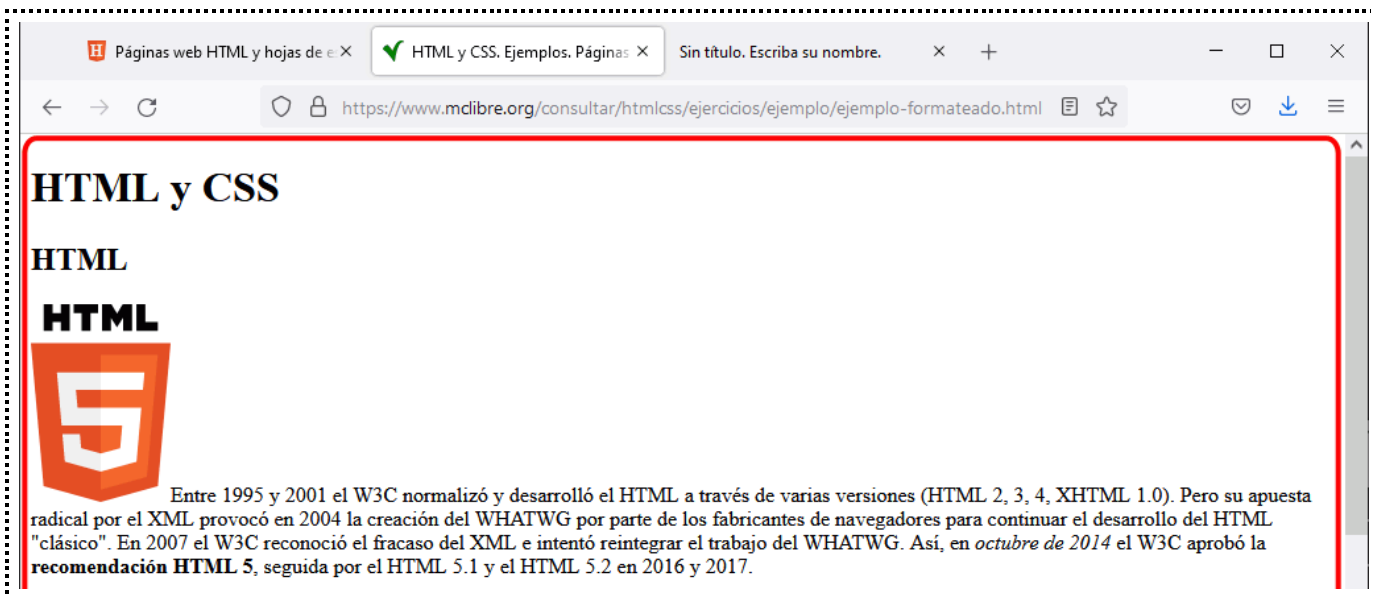 Páginas web HTML y hojas de e
HTML y CSS. Ejemplos. Páginas
Sin título. Escriba su nombre.
https://www.mclibre.org/consultar/htmlcss/ejercicios/ejemplo/ejemplo-formateado.html
HTML y CSS
HTML
HTML
5
Entre 1995 y 2001 el W3C normalizó y desarrolló el HTML a través de varias versiones (HTML 2, 3, 4, XHTML 1.0). Pero su apuesta
radical por el XML provocó en 2004 la creación del WHATWG por parte de los fabricantes de navegadores para continuar el desarrollo del HTML
"clásico". En 2007 el W3C reconoció el fracaso del XML e intentó reintegrar el trabajo del WHATWG. Así, en octubre de 2014 el W3C aprobó la
recomendación HTML 5, seguida por el HTML 5.1 y el HTML 5.2 en 2016 y 2017.